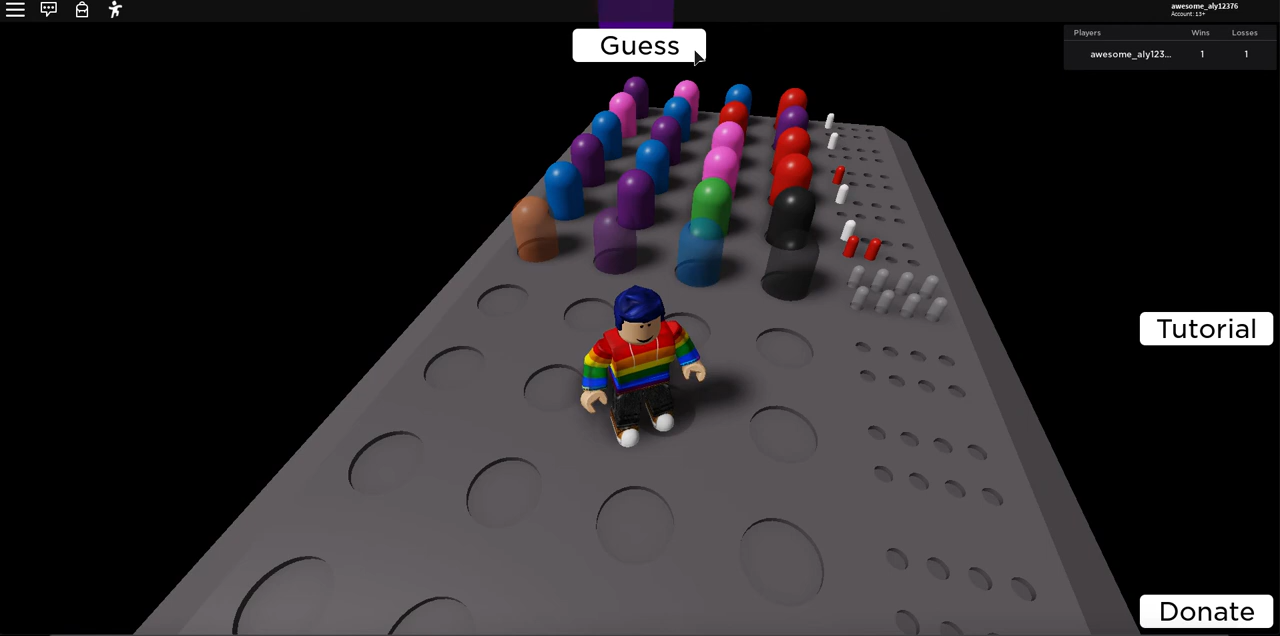 awesome_aly12376
Account: 13+
Guess
Players Wins Losses
awesome_aly123... 1 1
Tutorial
Donate